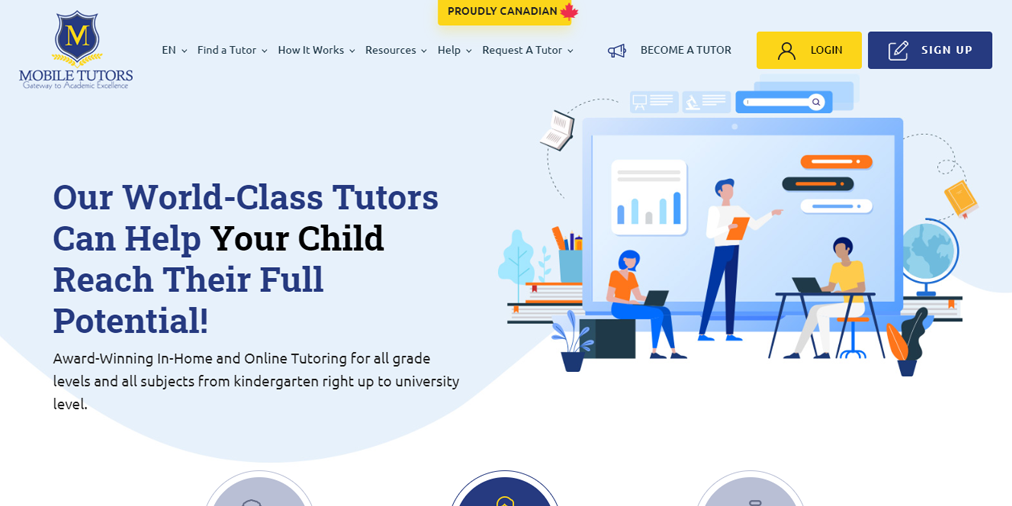 PROUDLY CANADIAN
M
MOBILE TUTORS
Gateway to Academic Excellence
EN
Find a Tutor
How It Works
Resources
Help
Request A Tutor
BECOME A TUTOR
LOGIN
SIGN UP
Our World-Class Tutors
Can Help Your Child
Reach Their Full
Potential!
Award-Winning In-Home and Online Tutoring for all grade
levels and all subjects from kindergarten right up to university
level.